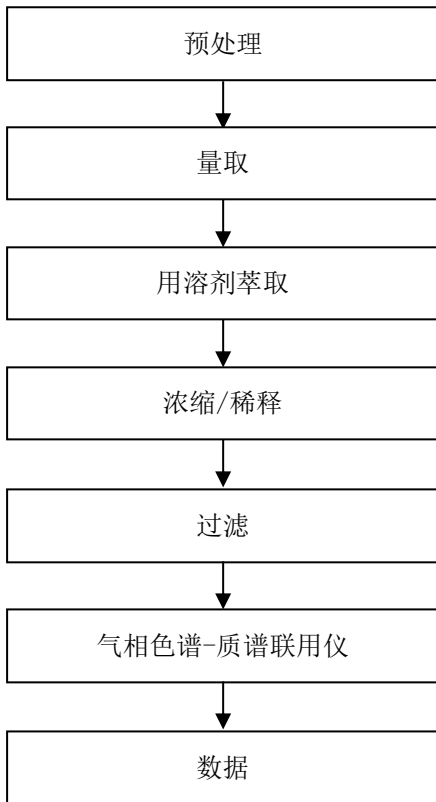 预处理
量取
用溶剂萃取
浓缩/稀释
过滤
气相色谱-质谱联用仪
数据